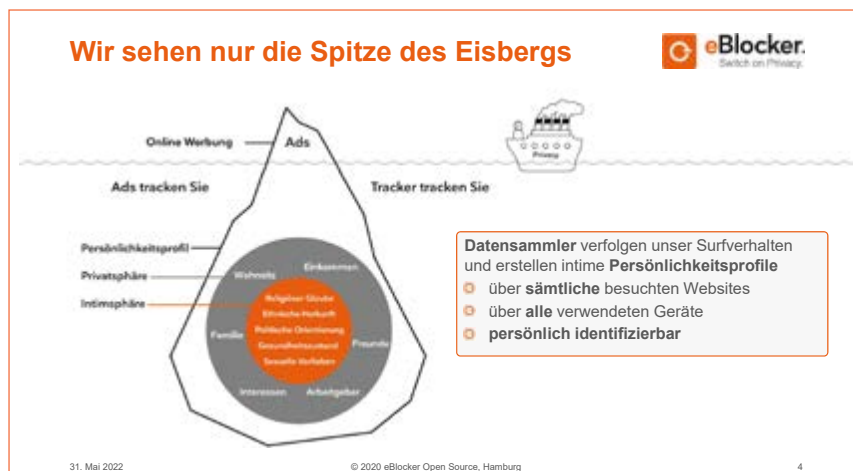 Wir sehen nur die Spitze des Eisbergs
eBlocker.
Switch on Privacy.
Online Werbung
Ads
Privacy
Ads tracken Sie
Tracker tracken Sie
Persönlichkeitsprofil
Privatsphäre
Intimsphäre
Wohnsitz
Einkommen
Religiöser Glaube
Ethnische Herkunft
Politische Orientierung
Gesundheitszustand
Sexuelle Vorlieben
Familie
Freunde
Interessen
Arbeitgeber
Datensammler verfolgen unser Surfverhalten
und erstellen intime Persönlichkeitsprofile
über sämtliche besuchten Websites
über alle verwendeten Geräte
persönlich identifizierbar
31. Mai 2022
© 2020 eBlocker Open Source, Hamburg
4